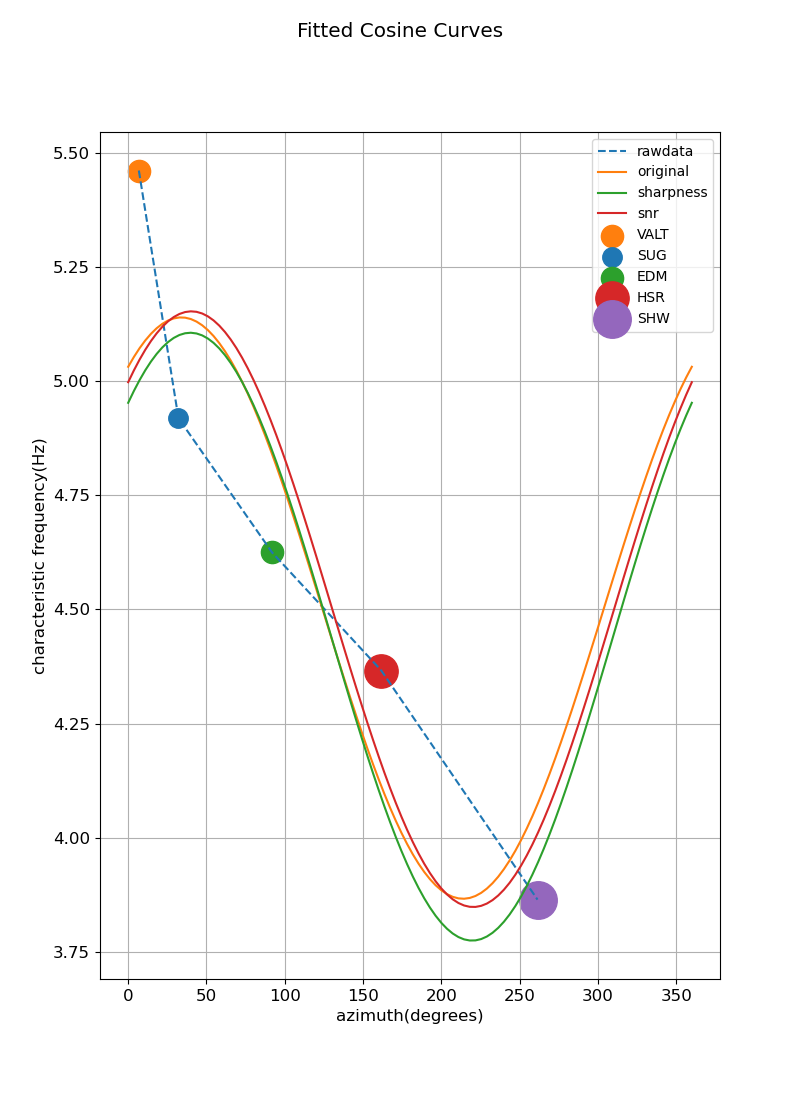 Fitted Cosine Curves
rawdata
original
sharpness
snr
VALT
SUG
EDM
HSR
SHW
5.50
5.25
5.00
4.75
4.50
4.25
4.00
3.75
characteristic frequency(Hz)
0 50 100 150 200 250 300 350
azimuth(degrees)